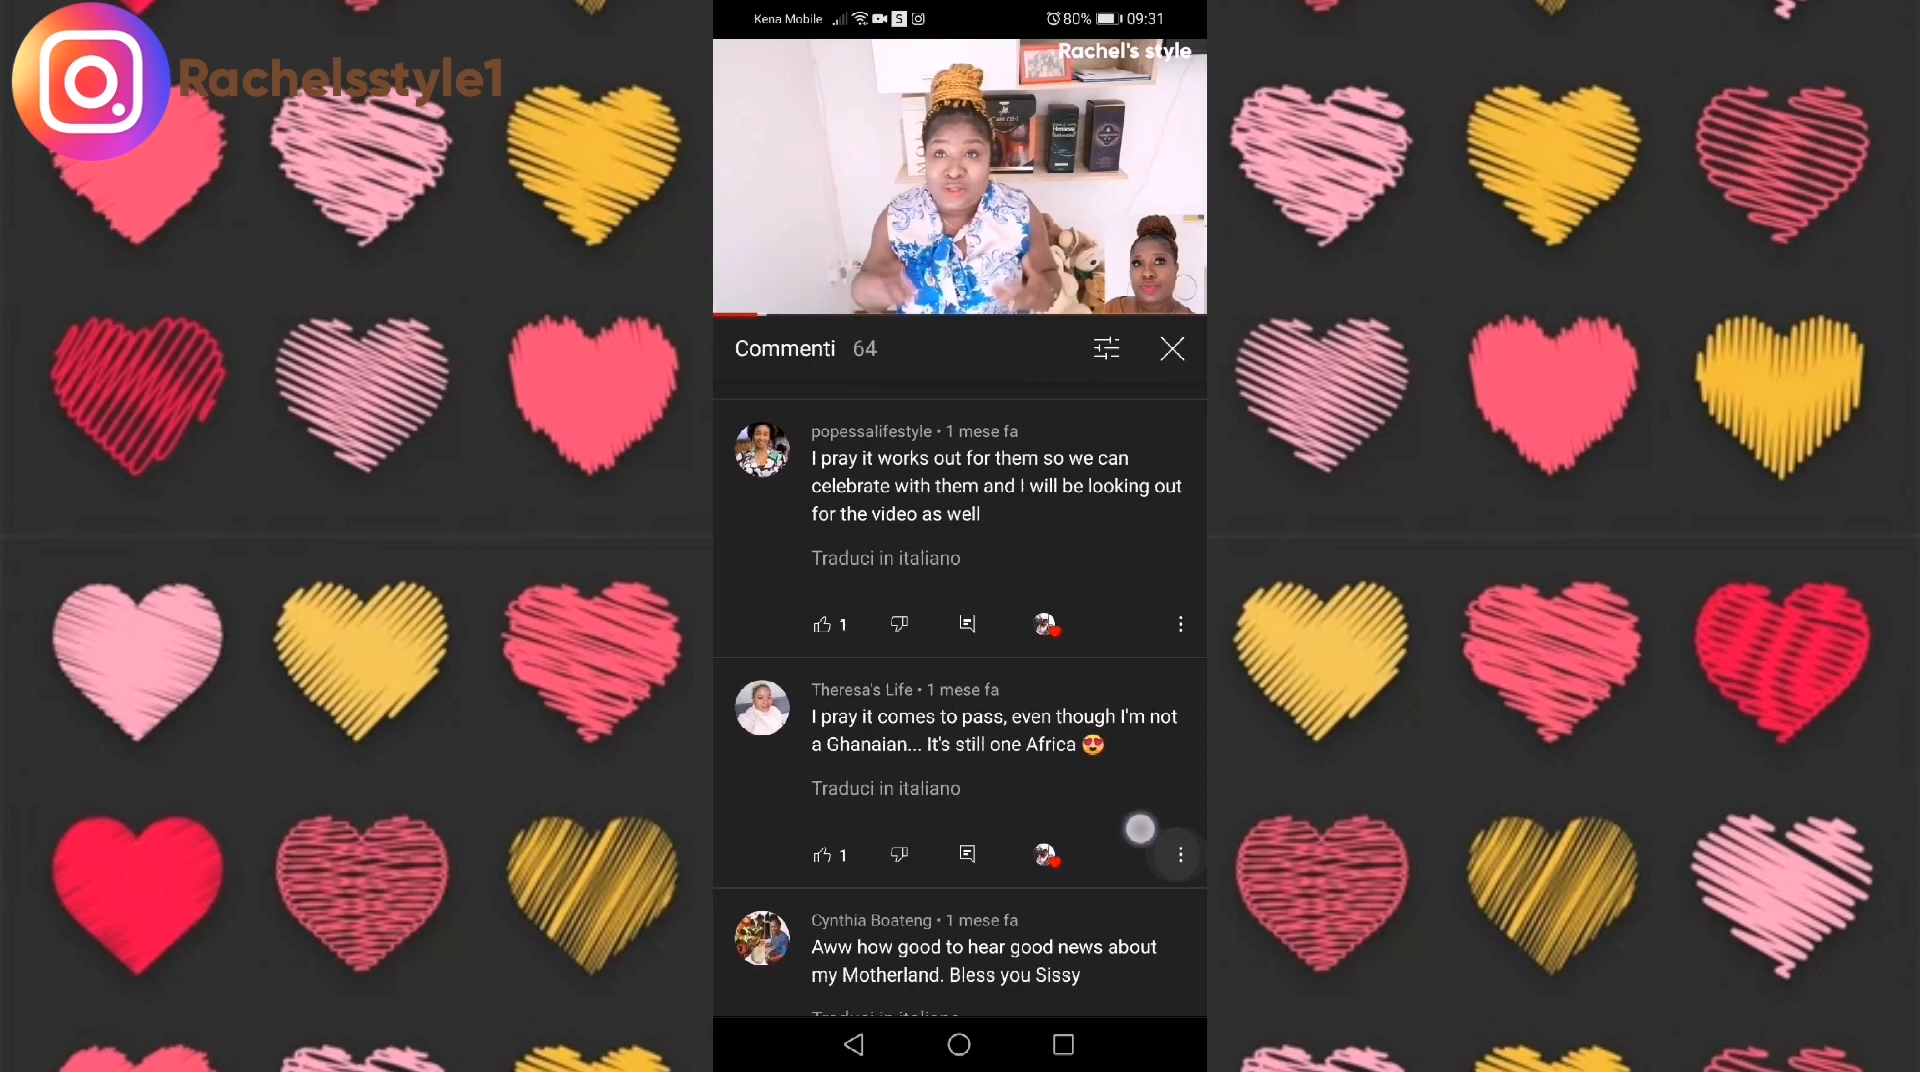 Rachelsstyle1
Kena Mobile
80%
09:31
Rachel's style
Hennessy
Commenti 64
popessalifestyle • 1 mese fa
I pray it works out for them so we can
celebrate with them and I will be looking out
for the video as well
Traduci in italiano
1
Theresa's Life • 1 mese fa
I pray it comes to pass, even though I'm not
a Ghanaian... It's still one Africa 😍
Traduci in italiano
1
Cynthia Boateng • 1 mese fa
Aww how good to hear good news about
my Motherland. Bless you Sissy
Traduci in italiano